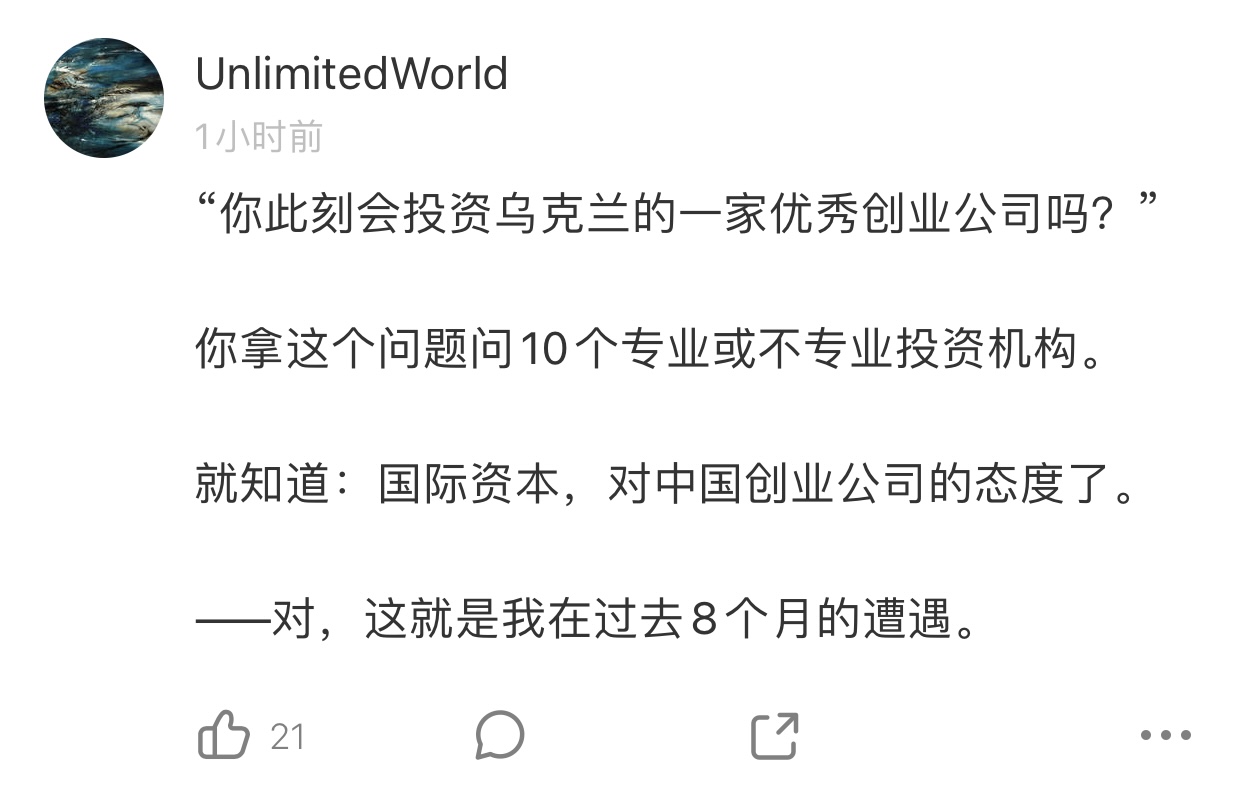 UnlimitedWorld
1小时前
“你此刻会投资乌克兰的一家优秀创业公司吗？”
你拿这个问题问10个专业或不专业投资机构。
就知道：国际资本，对中国创业公司的态度了。
——对，这就是我在过去8个月的遭遇。
21